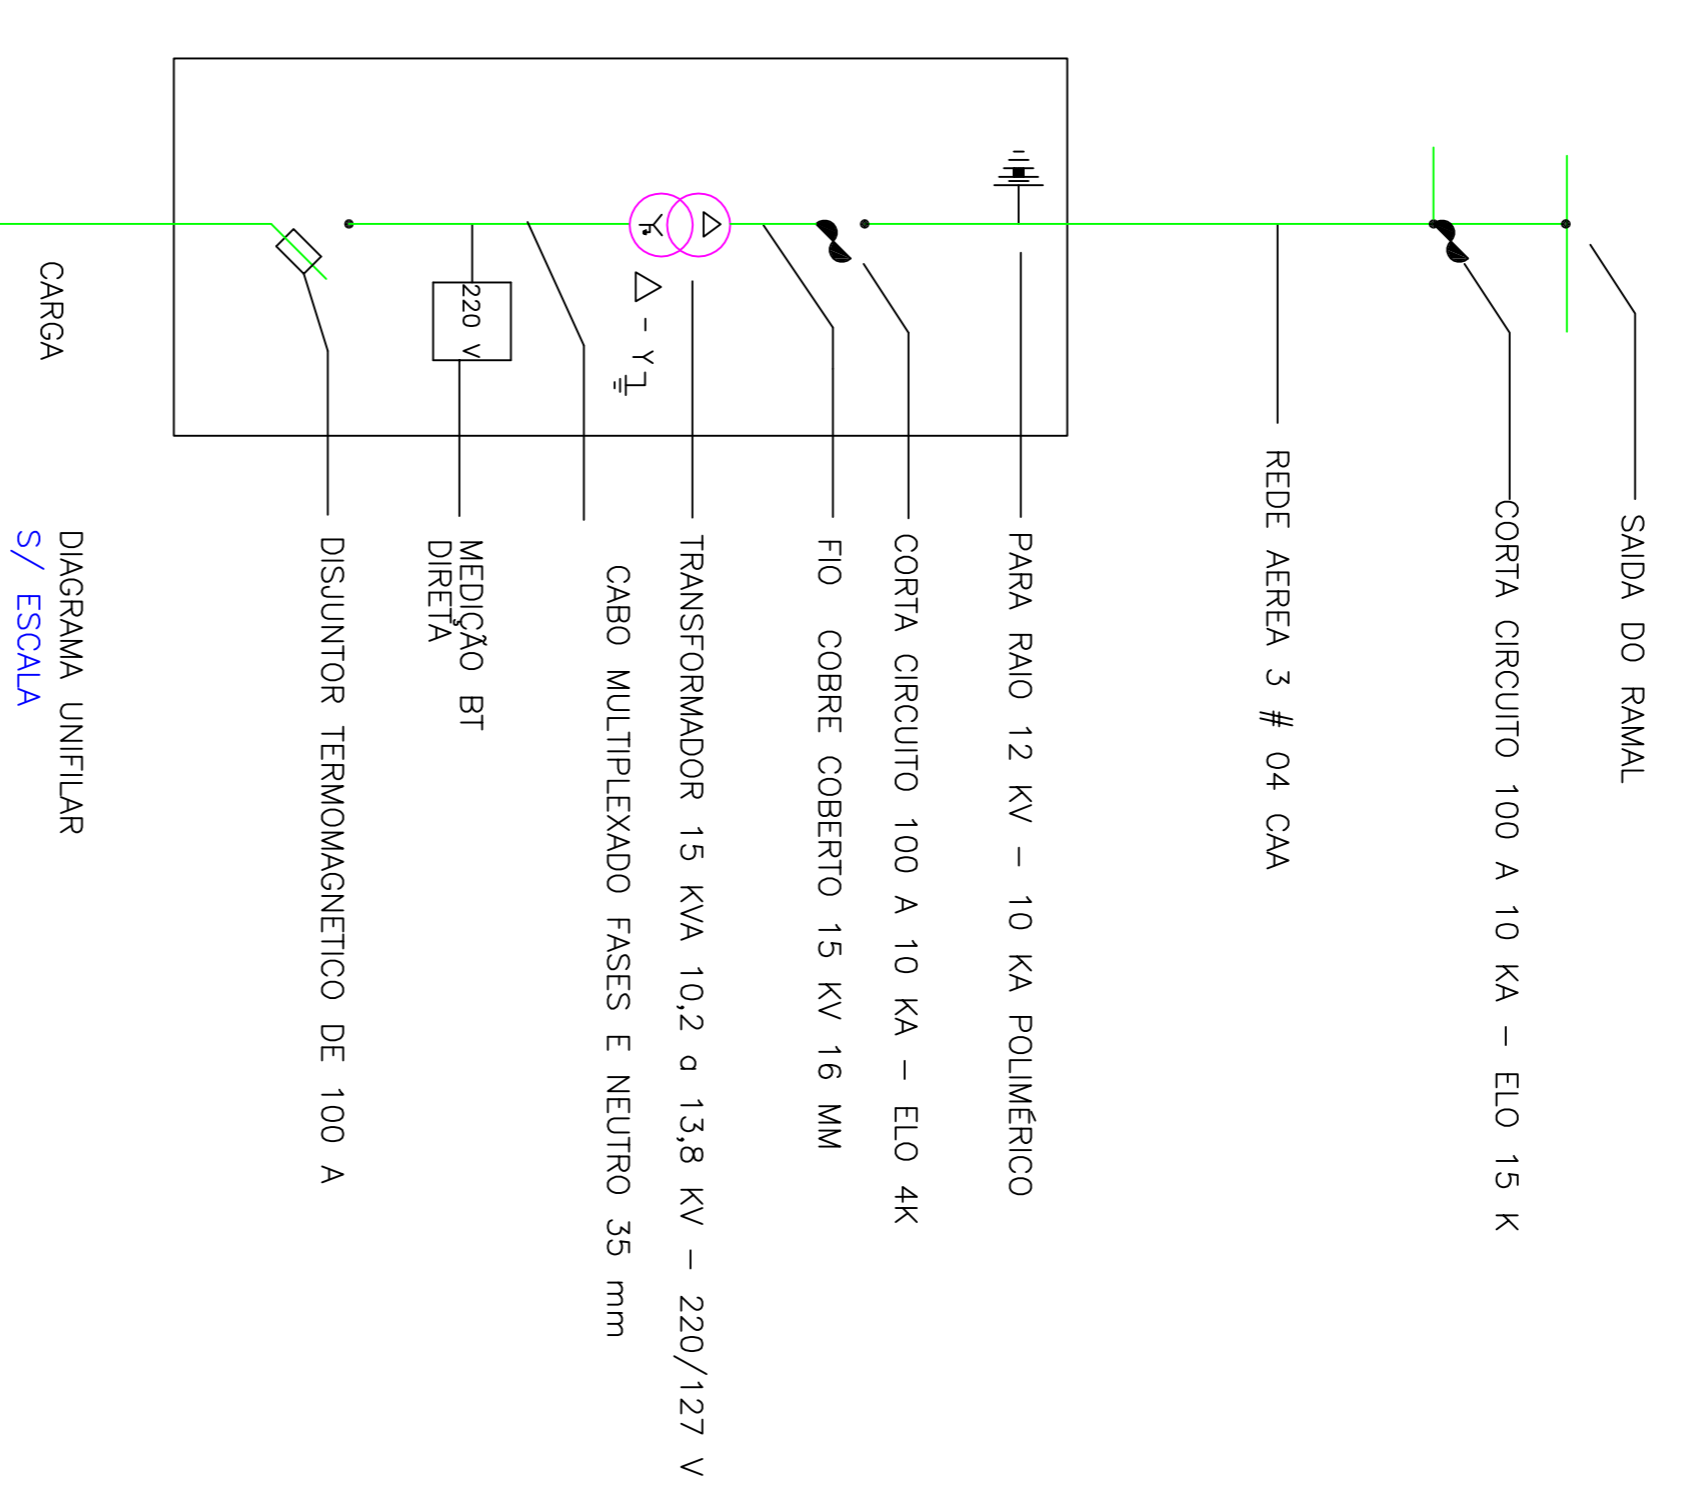 SAIDA DO RAMAL
CORTA CIRCUITO 100 A 10 KA – ELO 15 K
REDE AEREA 3 # 04 CAA
PARA RAIO 12 KV – 10 KA POLIMÉRICO
CORTA CIRCUITO 100 A 10 KA – ELO 4K
FIO COBRE COBERTO 15 KV 16 MM
TRANSFORMADOR 15 KVA 10,2 a 13,8 KV – 220/127 V
Δ - Y
CABO MULTIPLEXADO FASES E NEUTRO 35 mm
220 V
MEDIÇÃO BT
DIRETA
DISJUNTOR TERMOMAGNETICO DE 100 A
CARGA
DIAGRAMA UNIFILAR
S/ ESCALA